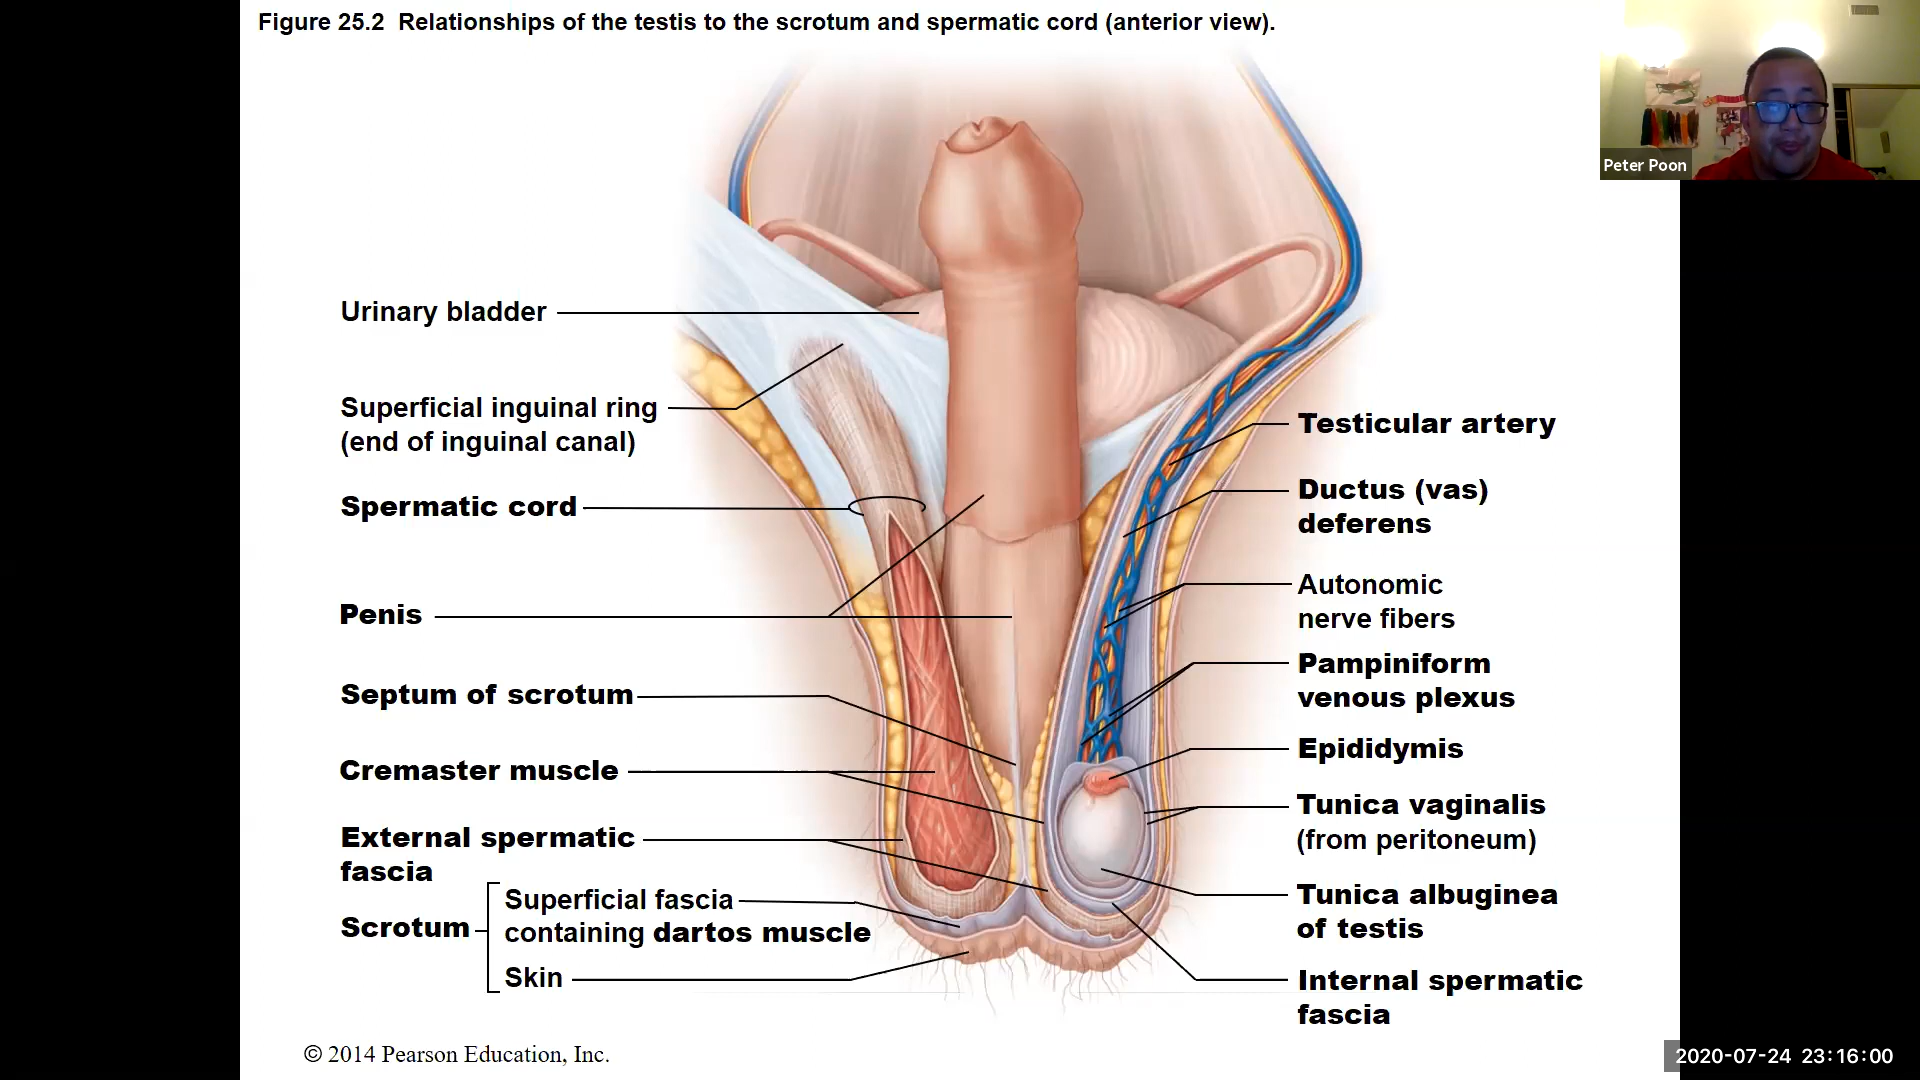 Figure 25.2 Relationships of the testis to the scrotum and spermatic cord (anterior view).
Peter Poon
Urinary bladder
Superficial inguinal ring
(end of inguinal canal)
Spermatic cord
Penis
Septum of scrotum
Cremaster muscle
External spermatic
fascia
Scrotum
Superficial fascia
containing dartos muscle
Skin
Testicular artery
Ductus (vas)
deferens
Autonomic
nerve fibers
Pampiniform
venous plexus
Epididymis
Tunica vaginalis
(from peritoneum)
Tunica albuginea
of testis
Internal spermatic
fascia
© 2014 Pearson Education, Inc.
2020-07-24 23:16:00